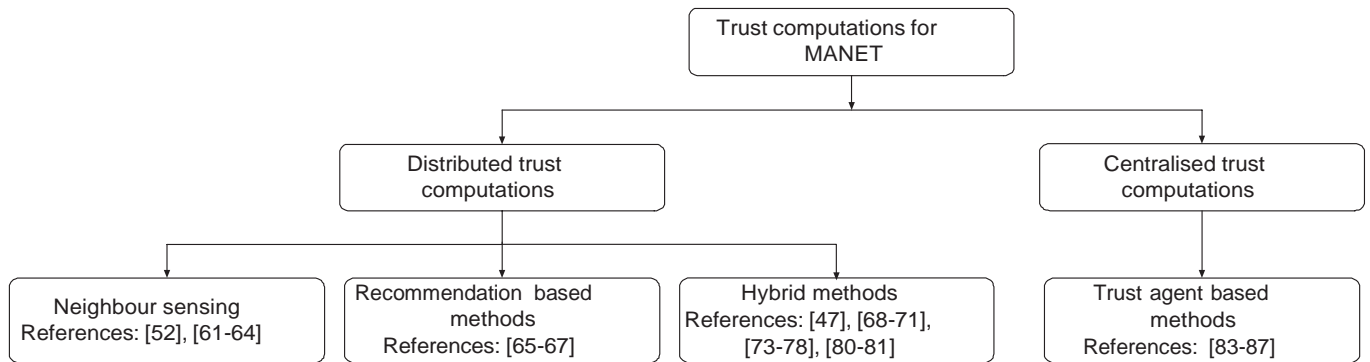 Trust computations for
MANET
Distributed trust
computations
Centralised trust
computations
Neighbour sensing
References: [52], [61-64]
Recommendation based
methods
References: [65-67]
Hybrid methods
References: [47], [68-71],
[73-78], [80-81]
Trust agent based
methods
References: [83-87]